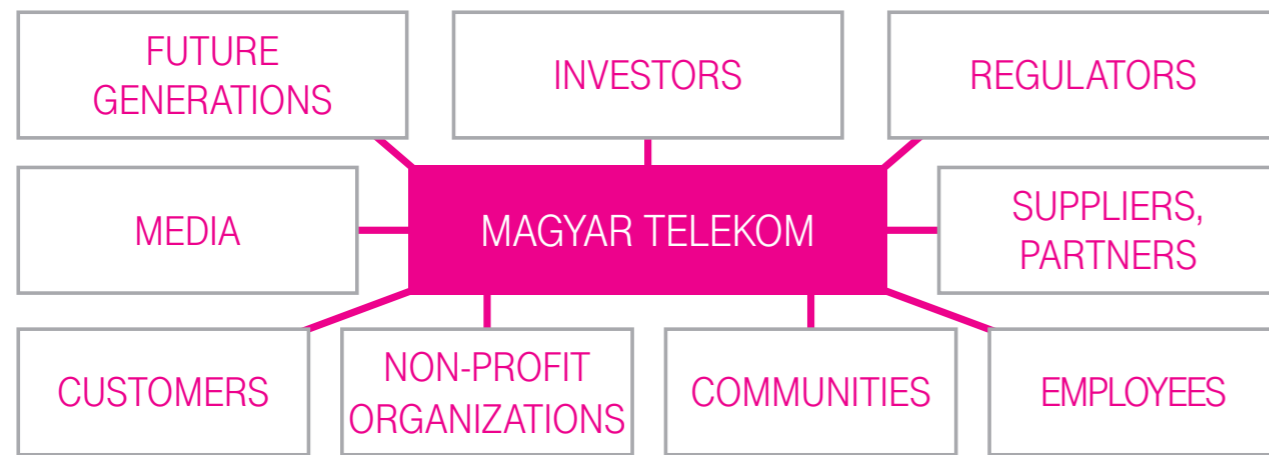 FUTURE
GENERATIONS
INVESTORS
REGULATORS
MEDIA
MAGYAR TELEKOM
SUPPLIERS,
PARTNERS
CUSTOMERS
NON-PROFIT
ORGANIZATIONS
COMMUNITIES
EMPLOYEES